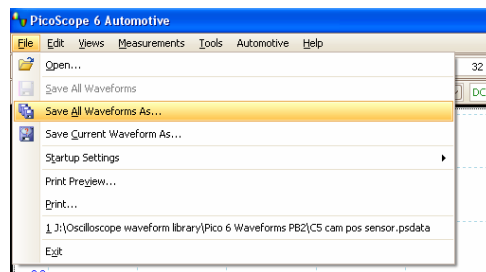 PicoScope 6 Automotive
File Edit Views Measurements Tools Automotive Help
Open...
32
Save All Waveforms
DC
Save All Waveforms As...
Save Current Waveform As...
Startup Settings
Print Preview...
Print...
1 J:\Oscilloscope waveform library\Pico 6 Waveforms PB2\C5 cam pos sensor.psdata
Exit